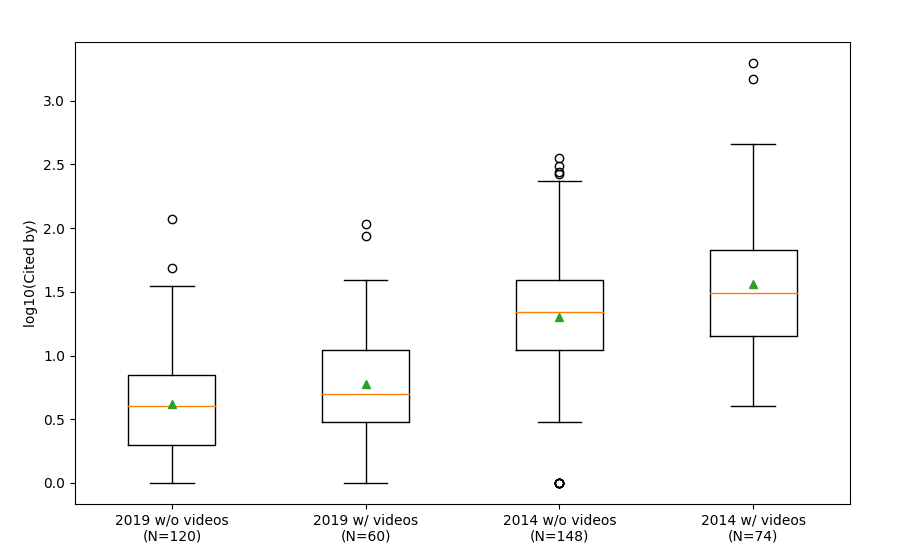 3.0
2.5
2.0
1.5
1.0
0.5
0.0
log10(Cited by)
2019 w/o videos
(N=120)
2019 w/ videos
(N=60)
2014 w/o videos
(N=148)
2014 w/ videos
(N=74)